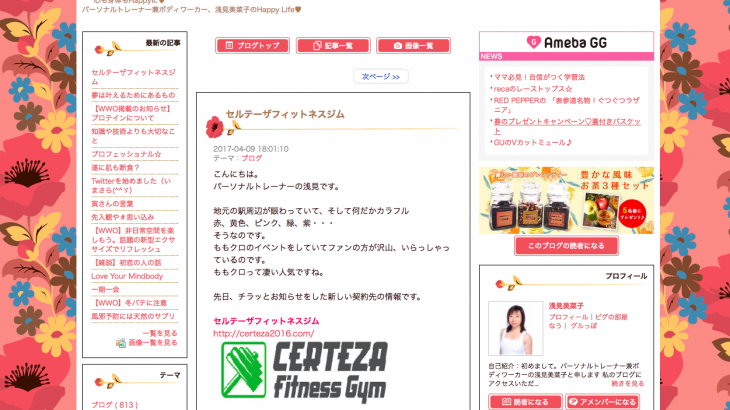 心も身体もHappyに♥
パーソナルトレーナー兼ボディワーカー、浅見美菜子のHappy Life♥
最新の記事
セルテーザフィットネスジム
夢は叶えるためにあるもの
【WWO掲載のお知らせ】プロテインについて
知識や技術よりも大切なこと
プロフェッショナル☆
遂に肌も断食？
Twitterを始めました（いまさら(^^ゞ)
寅さんの言葉
先入観や＃思い込み
【WWO】非日常空間を楽しもう。話題の新型エクササイズでリフレッシュ
【雑談】初恋の人の話
Love Your Mindbody
一期一会
【WWO】冬バテに注意
風邪予防には天然のサプリ
一覧を見る
画像一覧を見る
テーマ
ブログ ( 813 )
ブログトップ
記事一覧
画像一覧
次ページ >>
セルテーザフィットネスジム
2017-04-09 18:01:10
テーマ：ブログ
こんにちは。
パーソナルトレーナーの浅見です。
地元の駅周辺が賑わっていて、そして何だかカラフル
赤、黄色、ピンク、緑、紫・・・
そうなのです。
ももクロのイベントをしていてファンの方が沢山、いらっしゃっ
ているのです。
ももクロって凄い人気ですね。
先日、チラッとお知らせをした新しい契約先の情報です。
セルテーザフィットネスジム
http://certeza2016.com/
CERTEZA
Fitness Gym
Ameba GG
NEWS
ママ必見！自信がつく学習法
recaのレーストップス☆
RED PEPPERの「表参道名物！ぐつぐつラザニア」
春のプレゼントキャンペーン♡蓋付きバスケット
GUのVカットミュール♪
豊かな風味
お茶３種セット
5名様に
プレゼント♪
このブログの読者になる
プロフィール
浅見美菜子
プロフィール｜ピグの部屋
なう｜グルっぽ
自己紹介：初めまして。パーソナルトレーナー兼ボディワーカーの浅見美菜子と申します 私のブログにアクセスいただ...
続きを見る
読者になる
アメンバーになる